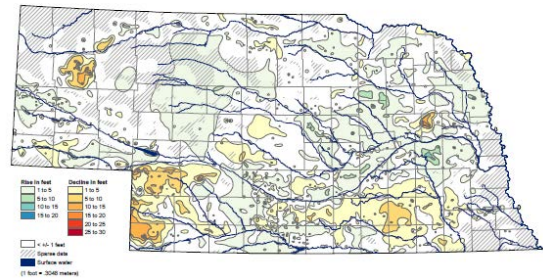 Rise in feet
1 to 5
5 to 10
10 to 15
15 to 20
Decline in feet
1 to 5
5 to 10
10 to 15
15 to 20
20 to 25
25 to 30
< +/- 1 feet
Sparse data
Surface water
(1 foot = .3048 meters)